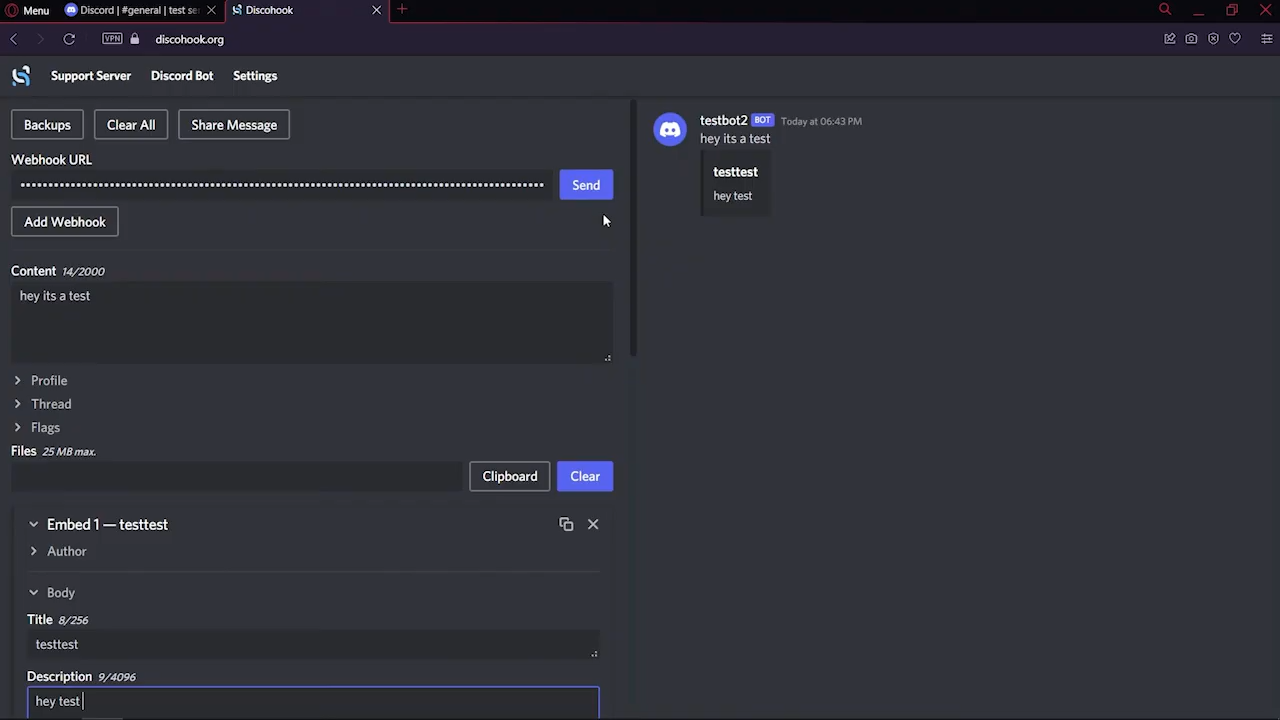 Menu
Discord | #general | test se
Discohook
VPN
discohook.org
Support Server
Discord Bot
Settings
Backups
Clear All
Share Message
Webhook URL
Send
Add Webhook
Content 14/2000
hey its a test
Profile
Thread
Flags
Files 25 MB max.
Clipboard
Clear
Embed 1 — testtest
Author
Body
Title 8/256
testtest
Description 9/4096
hey test
testbot2 BOT Today at 06:43 PM
hey its a test
testtest
hey test